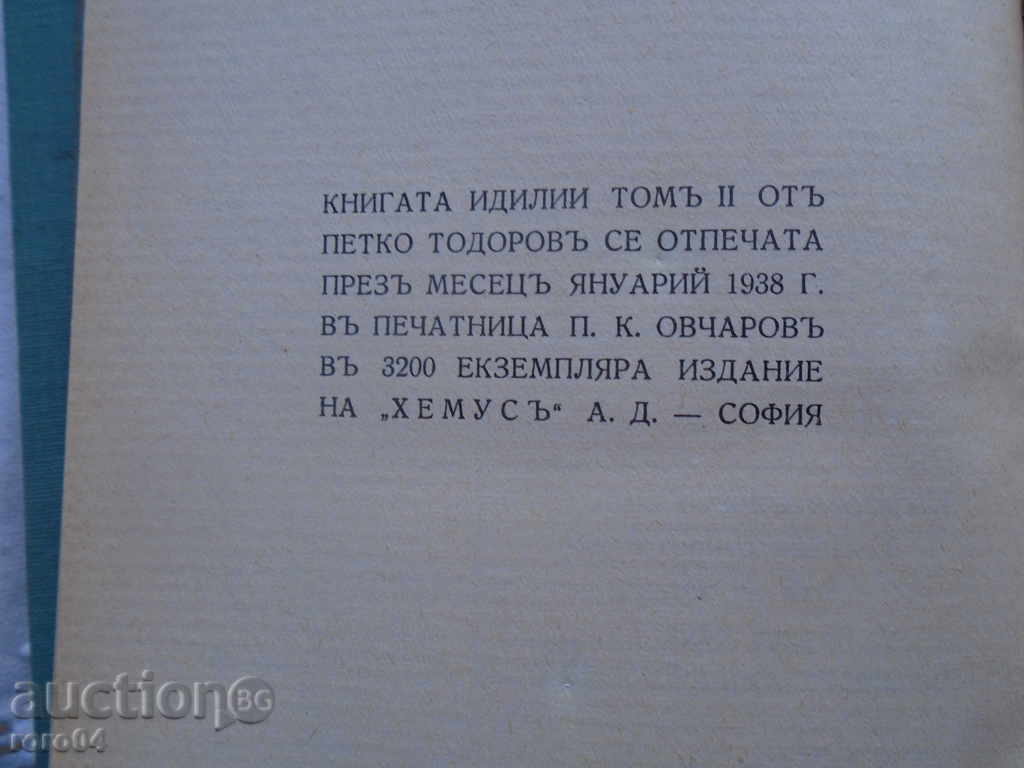 КНИГАТА ИДИЛИИ ТОМЪ II ОТЪ
ПЕТКО ТОДОРОВЪ СЕ ОТПЕЧАТА
ПРЕЗЪ МЕСЕЦЪ ЯНУАРИЙ 1938 Г.
ВЪ ПЕЧАТНИЦА П. К. ОВЧАРОВЪ
ВЪ 3200 ЕКЗЕМПЛЯРА ИЗДАНИЕ
НА „ХЕМУСЪ“ А. Д. — СОФИЯ
auction BG
roro04